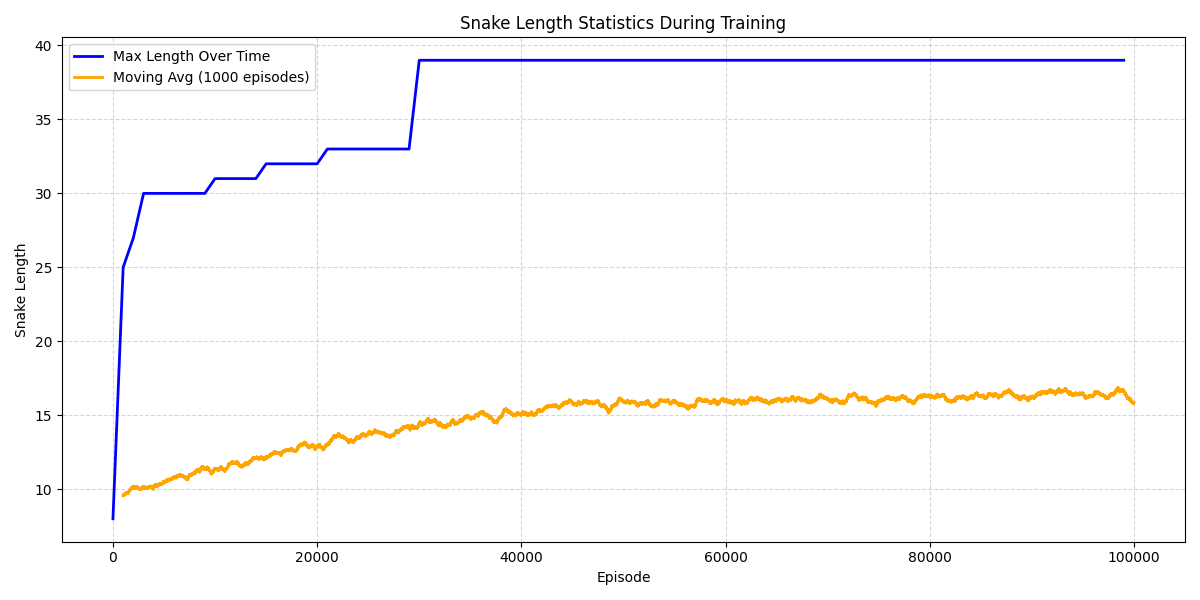 Snake Length Statistics During Training
Max Length Over Time
Moving Avg (1000 episodes)
Snake Length
40
35
30
25
20
15
10
0 20000 40000 60000 80000 100000
Episode